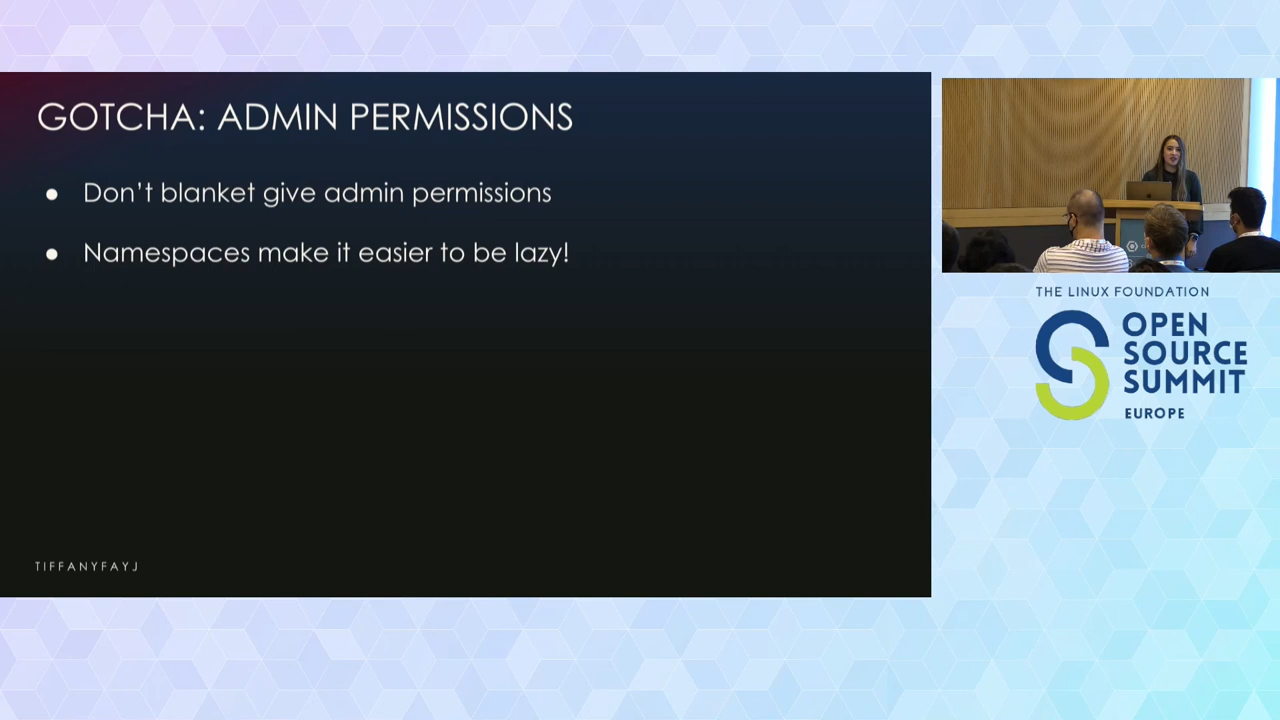 GOTCHA: ADMIN PERMISSIONS
● Don't blanket give admin permissions
● Namespaces make it easier to be lazy!
TIFFANYFAYJ
THE LINUX FOUNDATION
OPEN
SOURCE
SUMMIT
EUROPE